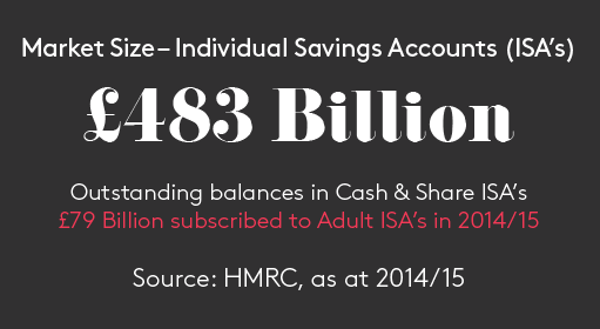 Market Size – Individual Savings Accounts (ISA's)
£483 Billion
Outstanding balances in Cash & Share ISA's
£79 Billion subscribed to Adult ISA's in 2014/15
Source: HMRC, as at 2014/15